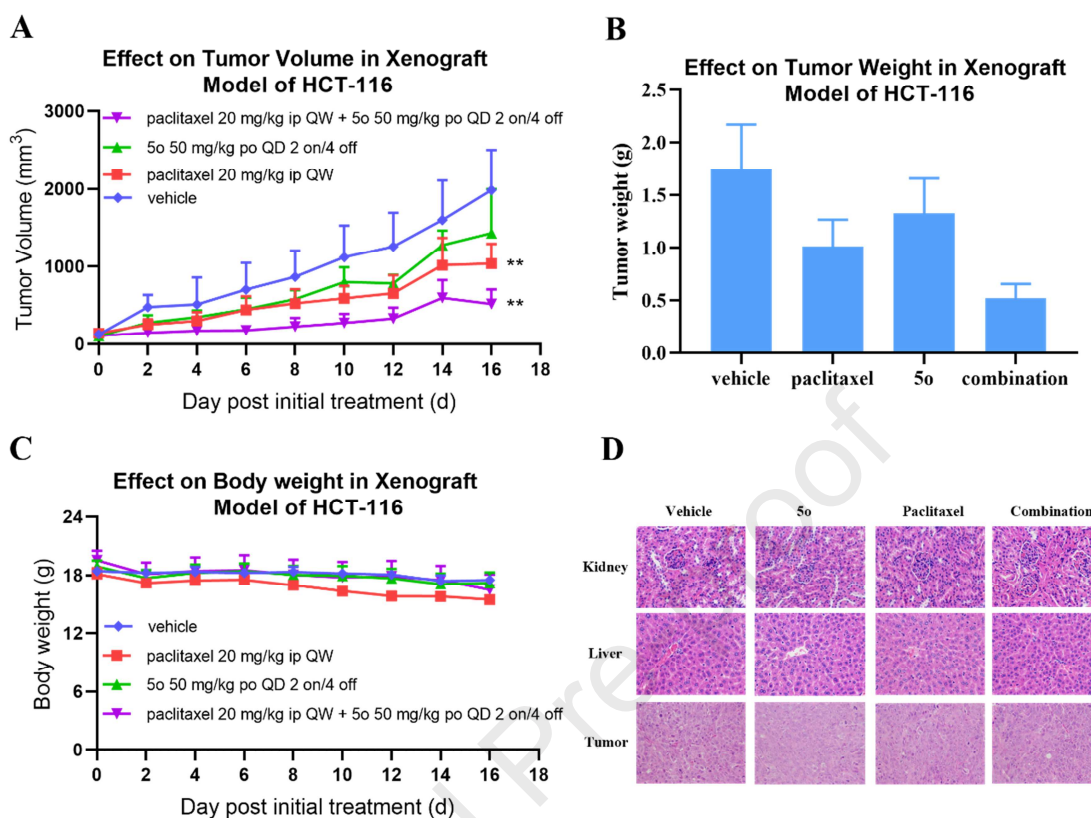 A
Effect on Tumor Volume in Xenograft
Model of HCT-116
paclitaxel 20 mg/kg ip QW + 5o 50 mg/kg po QD 2 on/4 off
5o 50 mg/kg po QD 2 on/4 off
paclitaxel 20 mg/kg ip QW
vehicle
Tumor Volume (mm³)
3000
2000
1000
0
**
**
0 2 4 6 8 10 12 14 16 18
Day post initial treatment (d)
B
Effect on Tumor Weight in Xenograft
Model of HCT-116
Tumor weight (g)
2.5
2.0
1.5
1.0
0.5
0.0
vehicle paclitaxel 5o combination
C
Effect on Body weight in Xenograft
Model of HCT-116
Body weight (g)
24
18
12
6
0
vehicle
paclitaxel 20 mg/kg ip QW
5o 50 mg/kg po QD 2 on/4 off
paclitaxel 20 mg/kg ip QW + 5o 50 mg/kg po QD 2 on/4 off
0 2 4 6 8 10 12 14 16 18
Day post initial treatment (d)
D
Vehicle 5o Paclitaxel Combination
Kidney
Liver
Tumor